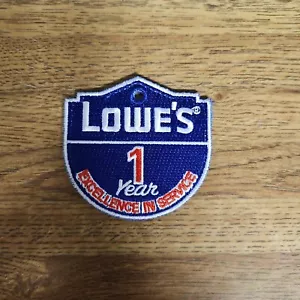 LOWE'S®
1
Year
EXCELLENCE IN SERVICE